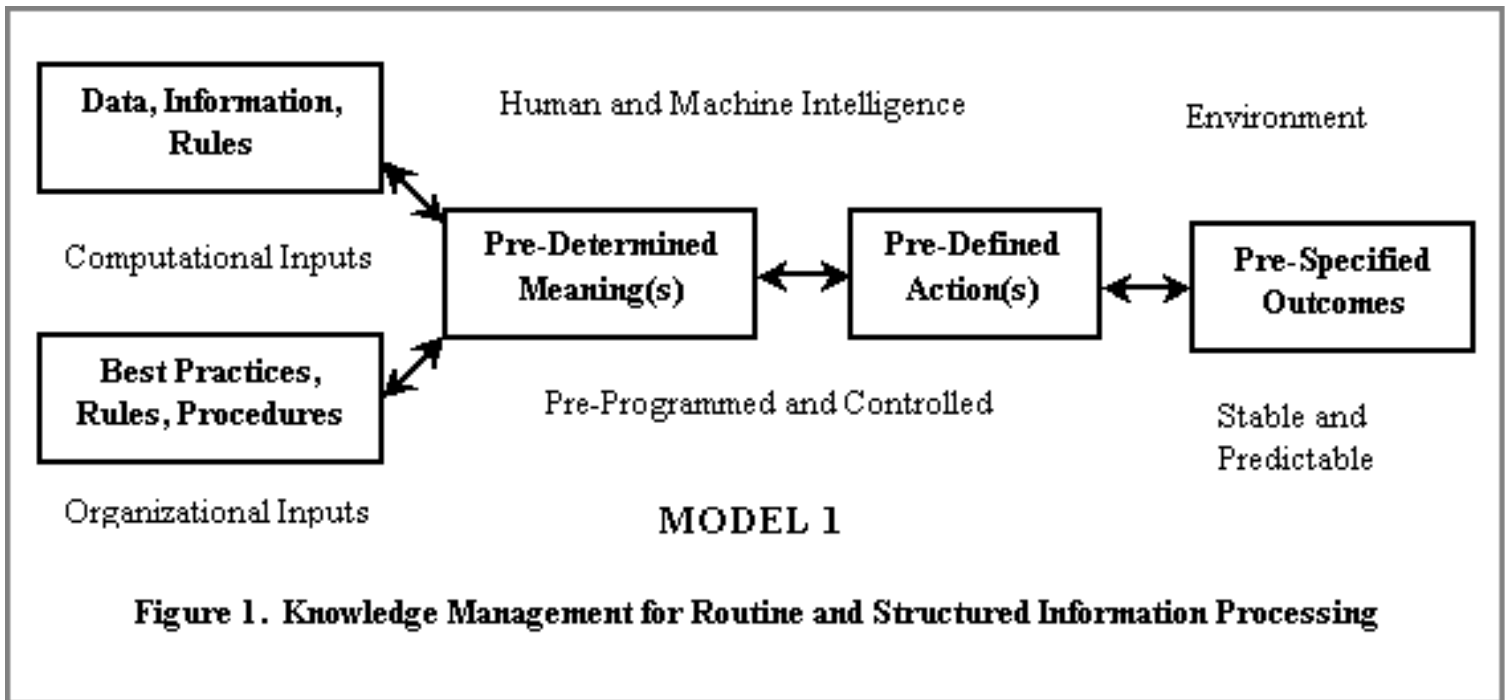 Data, Information,
Rules
Human and Machine Intelligence
Environment
Computational Inputs
Pre-Determined
Meaning(s)
Pre-Defined
Action(s)
Pre-Specified
Outcomes
Best Practices,
Rules, Procedures
Pre-Programmed and Controlled
Stable and
Predictable
Organizational Inputs
MODEL 1
Figure 1. Knowledge Management for Routine and Structured Information Processing